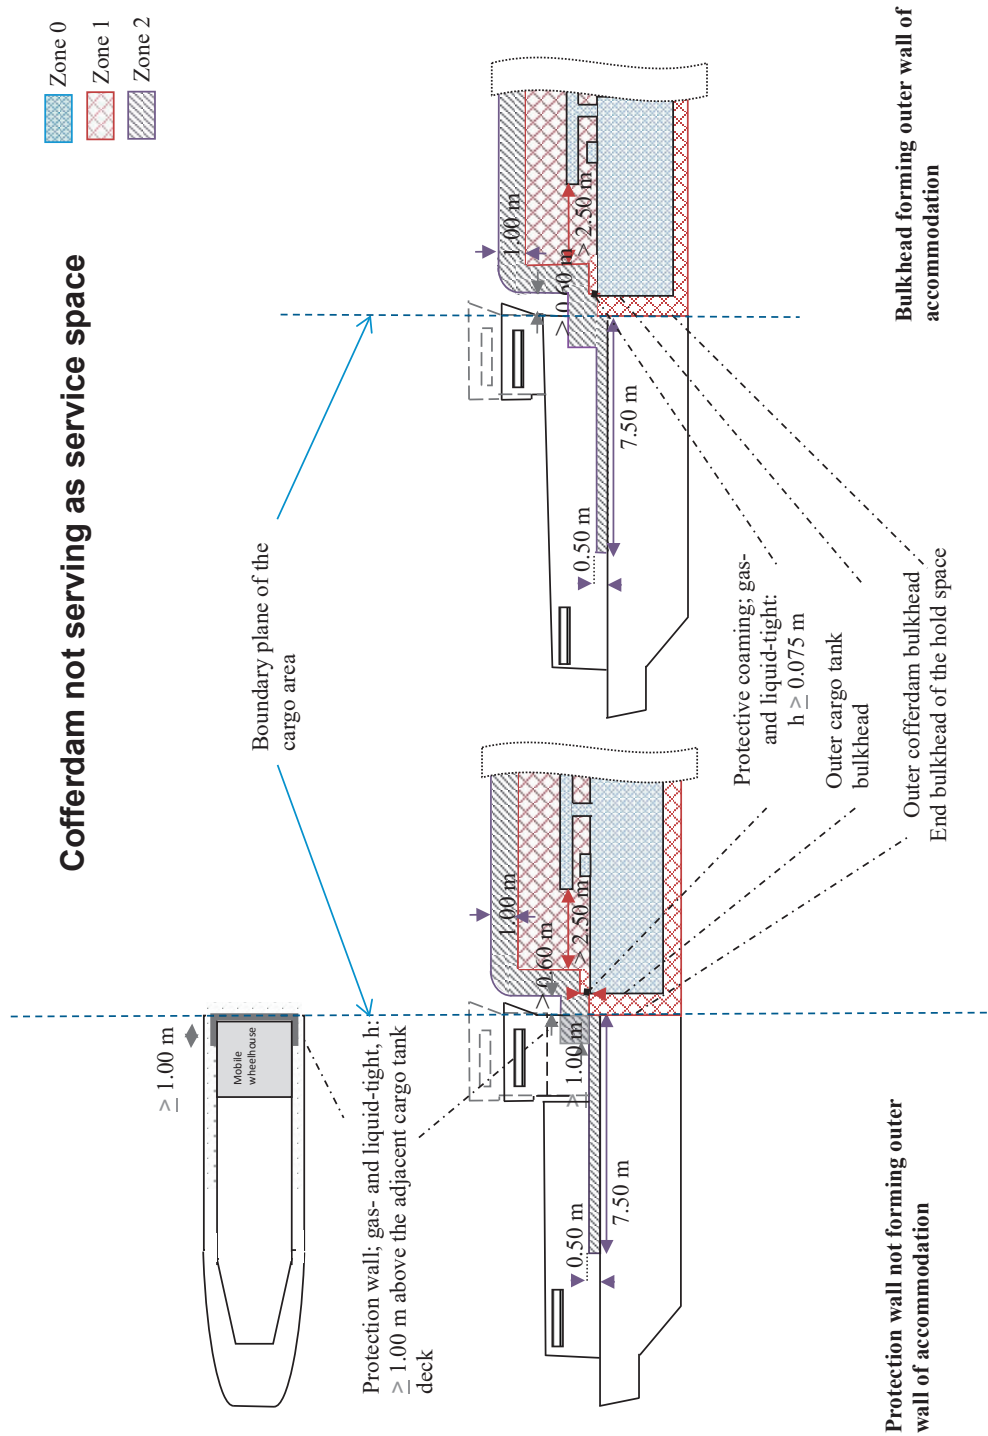 Cofferdam not serving as service space
Zone 0
Zone 1
Zone 2
Boundary plane of the
cargo area
≥ 1.00 m
Mobile
wheelhouse
Protection wall; gas- and liquid-tight, h:
≥ 1.00 m above the adjacent cargo tank
deck
1.00 m
> 0.60 m
> 2.50 m
≥ 1.00 m
0.50 m
7.50 m
1.00 m
> 0.60 m
> 2.50 m
0.50 m
7.50 m
Protective coaming; gas-
and liquid-tight:
h ≥ 0.075 m
Outer cargo tank
bulkhead
Outer cofferdam bulkhead
End bulkhead of the hold space
Protection wall not forming outer
wall of accommodation
Bulkhead forming outer wall of
accommodation